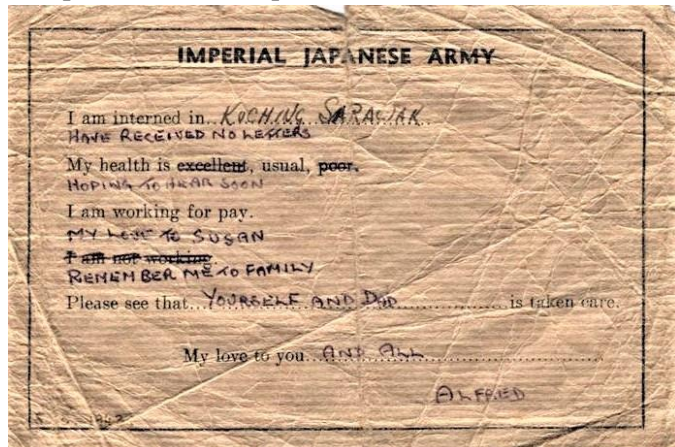 IMPERIAL JAPANESE ARMY
I am interned in KUCHING SARAWAK
HAVE RECEIVED NO LETTERS
My health is excellent, usual, poor.
HOPING TO HEAR SOON
I am working for pay.
MY LOVE TO SUSAN
I am not working.
REMEMBER ME TO FAMILY
Please see that YOURSELF AND DAD is taken care.
My love to you AND ALL
ALFRED